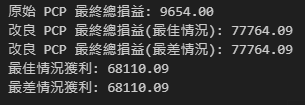 原始 PCP 最終總損益: 9654.00
改良 PCP 最終總損益(最佳情況): 77764.09
改良 PCP 最終總損益(最差情況): 77764.09
最佳情況獲利: 68110.09
最差情況獲利: 68110.09